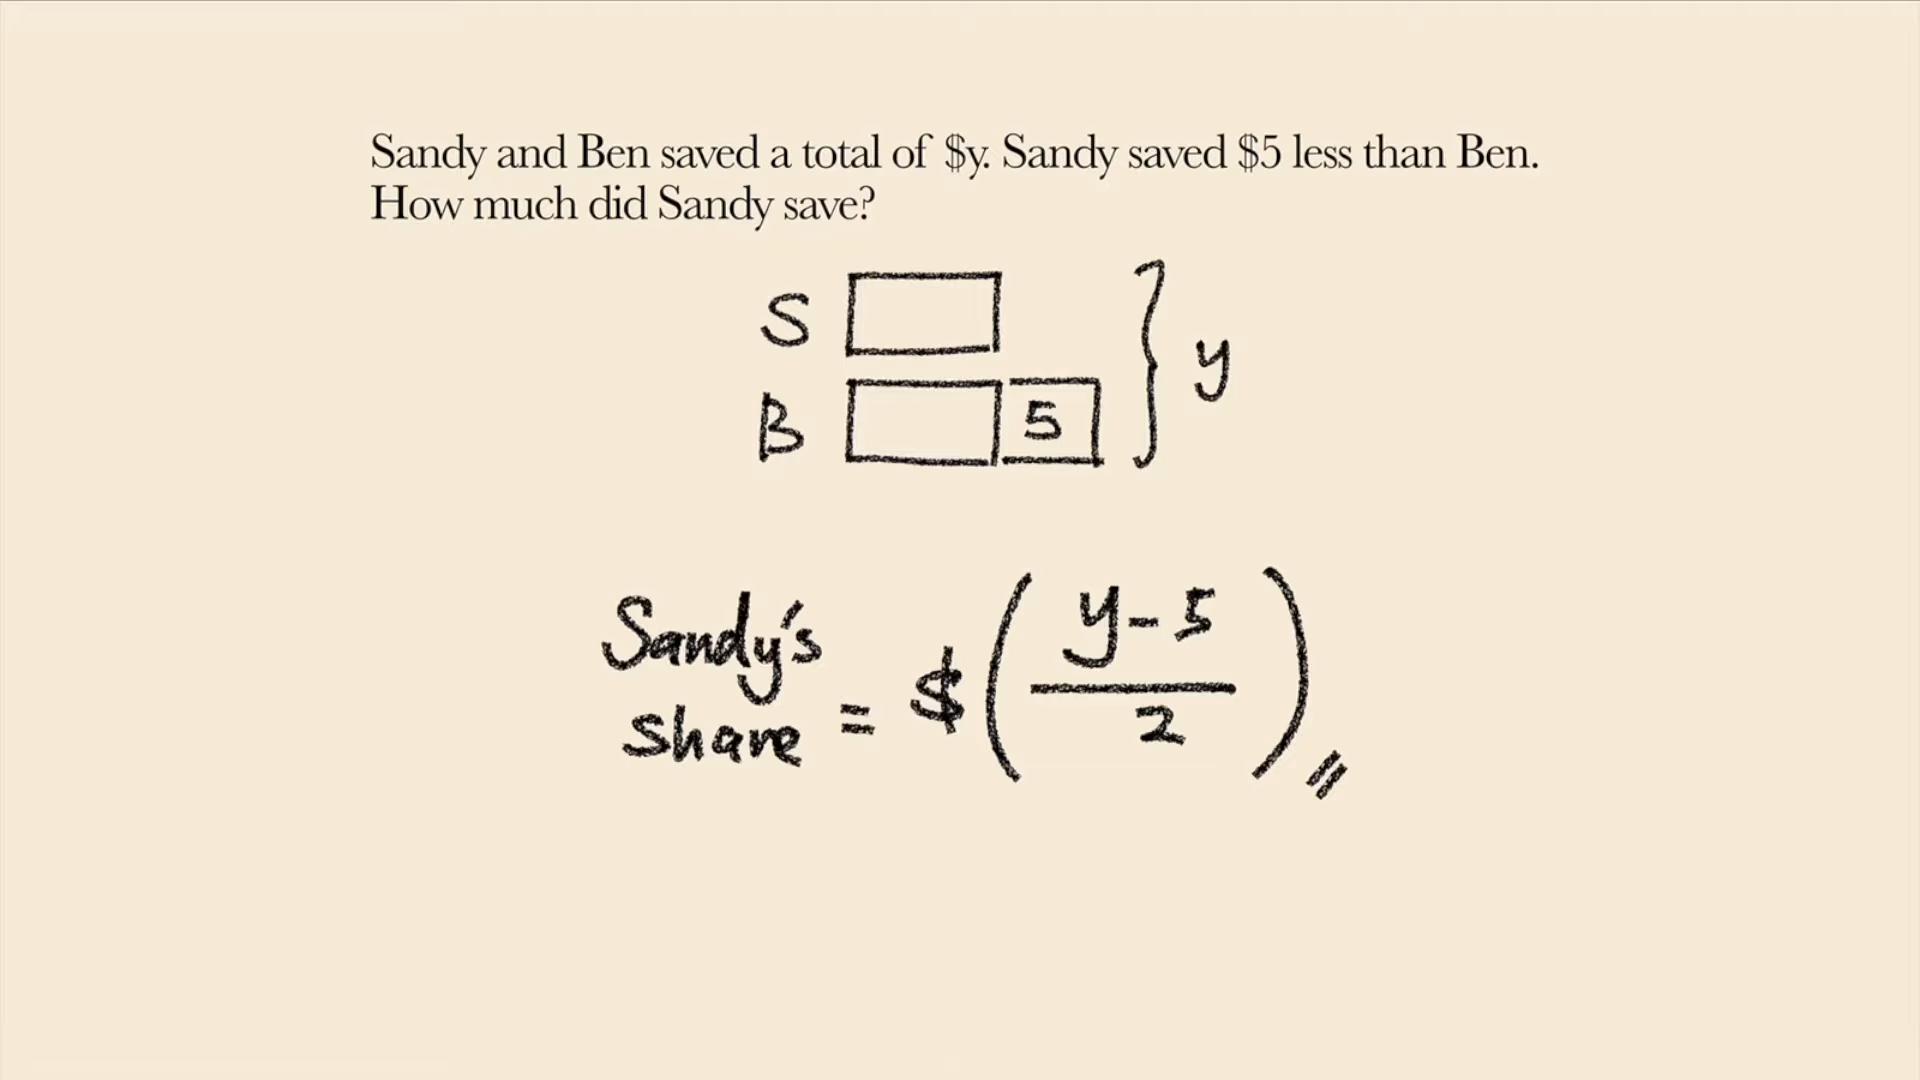 Sandy and Ben saved a total of $y. Sandy saved $5 less than Ben.
How much did Sandy save?
S
B 5
y
Sandy's
share = $(y-5/2)